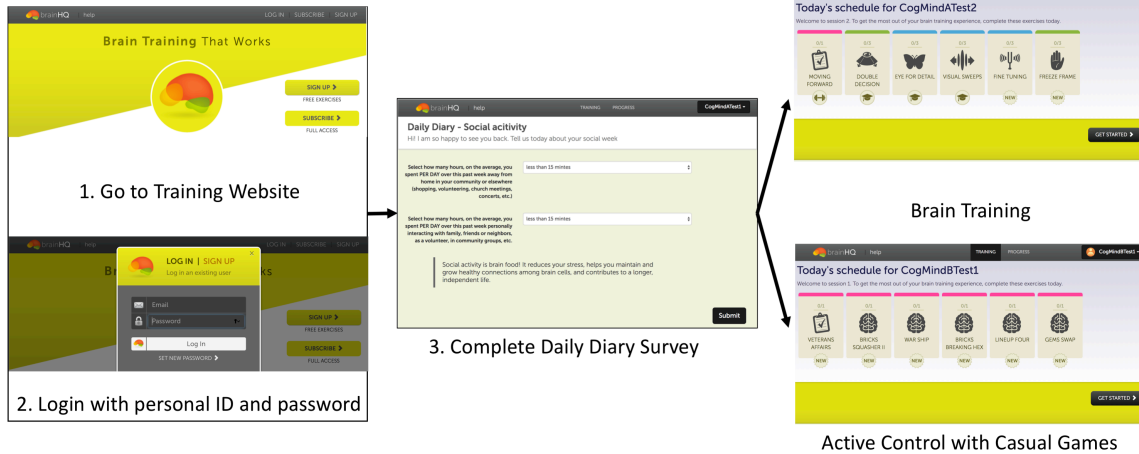 brainHQ help LOG IN SUBSCRIBE SIGN UP
Brain Training That Works
SIGN UP
FREE EXERCISES
SUBSCRIBE
FULL ACCESS
1. Go to Training Website
brainHQ help LOG IN SUBSCRIBE SIGN UP
LOG IN | SIGN UP
Log in an existing user
×
Br
ks
Email
Password
Log in
SET NEW PASSWORD
SIGN UP
FREE EXERCISES
SUBSCRIBE
FULL ACCESS
2. Login with personal ID and password
brainHQ help TRAINING PROGRESS CogMindATest1
Daily Diary - Social acitivity
Hi! I am so happy to see you back. Tell us today about your social week
Select how many hours, on the average, you
spent PER DAY over this past week away from
home in your community or elsewhere
(shopping, volunteering, church meetings,
concerts, etc.)
less than 15 mintes
Select how many hours, on the average, you
spent PER DAY over this past week personally
interacting with family, friends or neighbors,
as a volunteer, in community groups, etc.
less than 15 mintes
Social activity is brain food! It reduces your stress, helps you maintain and
grow healthy connections among brain cells, and contributes to a longer,
independent life.
Submit
3. Complete Daily Diary Survey
Today's schedule for CogMindATest2
Welcome to session 2. To get the most out of your brain training experience, complete these exercises today.
MOVING
FORWARD
DOUBLE
DECISION
EYE FOR DETAIL
VISUAL SWEEPS
FINE TUNING
NEW
FREEZE FRAME
NEW
GET STARTED
Brain Training
brainHQ help TRAINING PROGRESS CogMindBTest1
Today's schedule for CogMindBTest1
Welcome to session 1. To get the most out of your brain training experience, complete these exercises today.
VETERANS
AFFAIRS
NEW
BRICKS
SQUASHER II
NEW
WAR SHIP
NEW
BRICKS
BREAKING HEX
NEW
LINEUP FOUR
NEW
GEMS SWAP
NEW
GET STARTED
Active Control with Casual Games